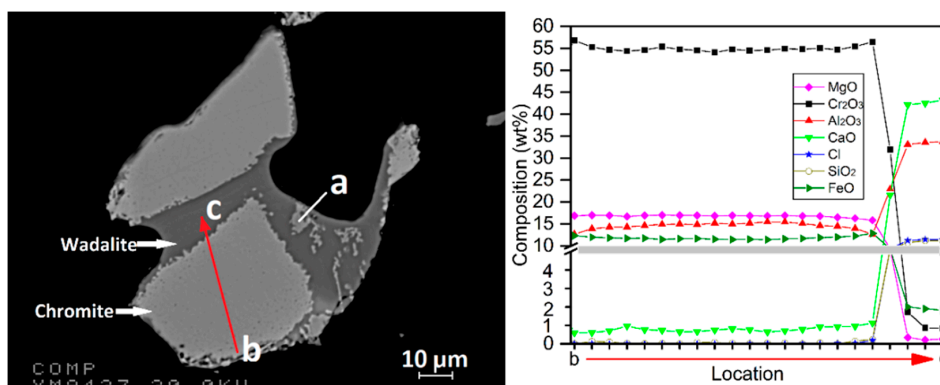 a
c
Wadalite
Chromite
b
10 µm
COMP
Composition (wt%)
60
55
50
45
40
35
30
25
20
15
10
6
4
2
1
0
MgO
Cr2O3
Al2O3
CaO
Cl
SiO2
FeO
b
Location